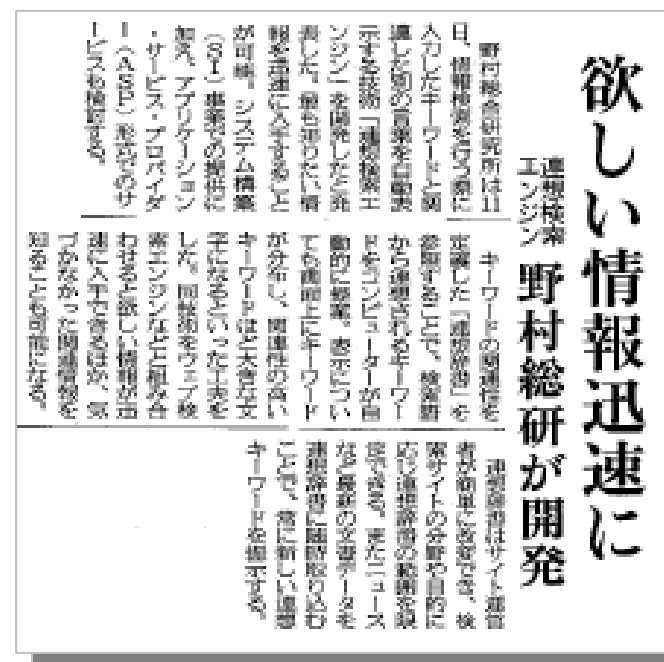 欲しい情報迅速に
連想検索
エンジン
野村総研が開発
野村総合研究所は11
日、情報検索を行う際に
入力したキーワードと関
連した別の言葉を自動表
示する技術「連想検索エ
ンジン」を開発したと発
表した。最も知りたい情
報を迅速に入手すること
が可能。システム構築
(SI)事業での提供に
加え、アプリケーション
・サービス・プロバイダ
ー(ASP)形式でのサ
ービスも検討する。
キーワードの関連性を
定義した「連想辞書」を
参照することで、検索語
から連想されるキーワー
ドをコンピューターが自
動的に提案。表示につい
ても画面上にキーワード
が分布し、関連性の高い
キーワードほど大きな文
字になるといった工夫を
した。同技術をウェブ検
索エンジンなどと組み合
わせると欲しい情報が迅
速に入手できるほか、気
づかなかった関連情報を
知ることも可能になる。
連想辞書はサイト運営
者が簡単に改変でき、検
索サイトの分野や目的に
応じ連想辞書の範囲を設
定できる。またニュース
など最新の文書データを
連想辞書に随時取り込む
ことで、常に新しい連想
キーワードを提示する。